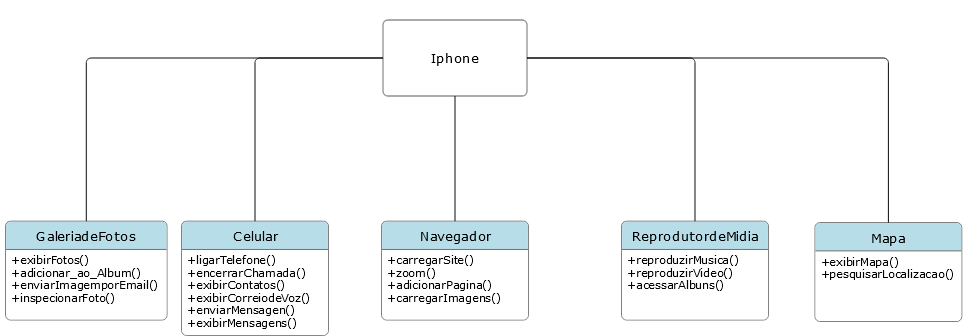 Iphone
GaleriadeFotos
+exibirFotos()
+adicionar_ao_Album()
+enviarImagemporEmail()
+inspecionarFoto()
Celular
+ligarTelefone()
+encerrarChamada()
+exibirContatos()
+exibirCorreiodeVoz()
+enviarMensagen()
+exibirMensagens()
Navegador
+carregarSite()
+zoom()
+adicionarPagina()
+carregarImagens()
ReprodutordeMidia
+reproduzirMusica()
+reproduzirVideo()
+acessarAlbuns()
Mapa
+exibirMapa()
+pesquisarLocalizacao()